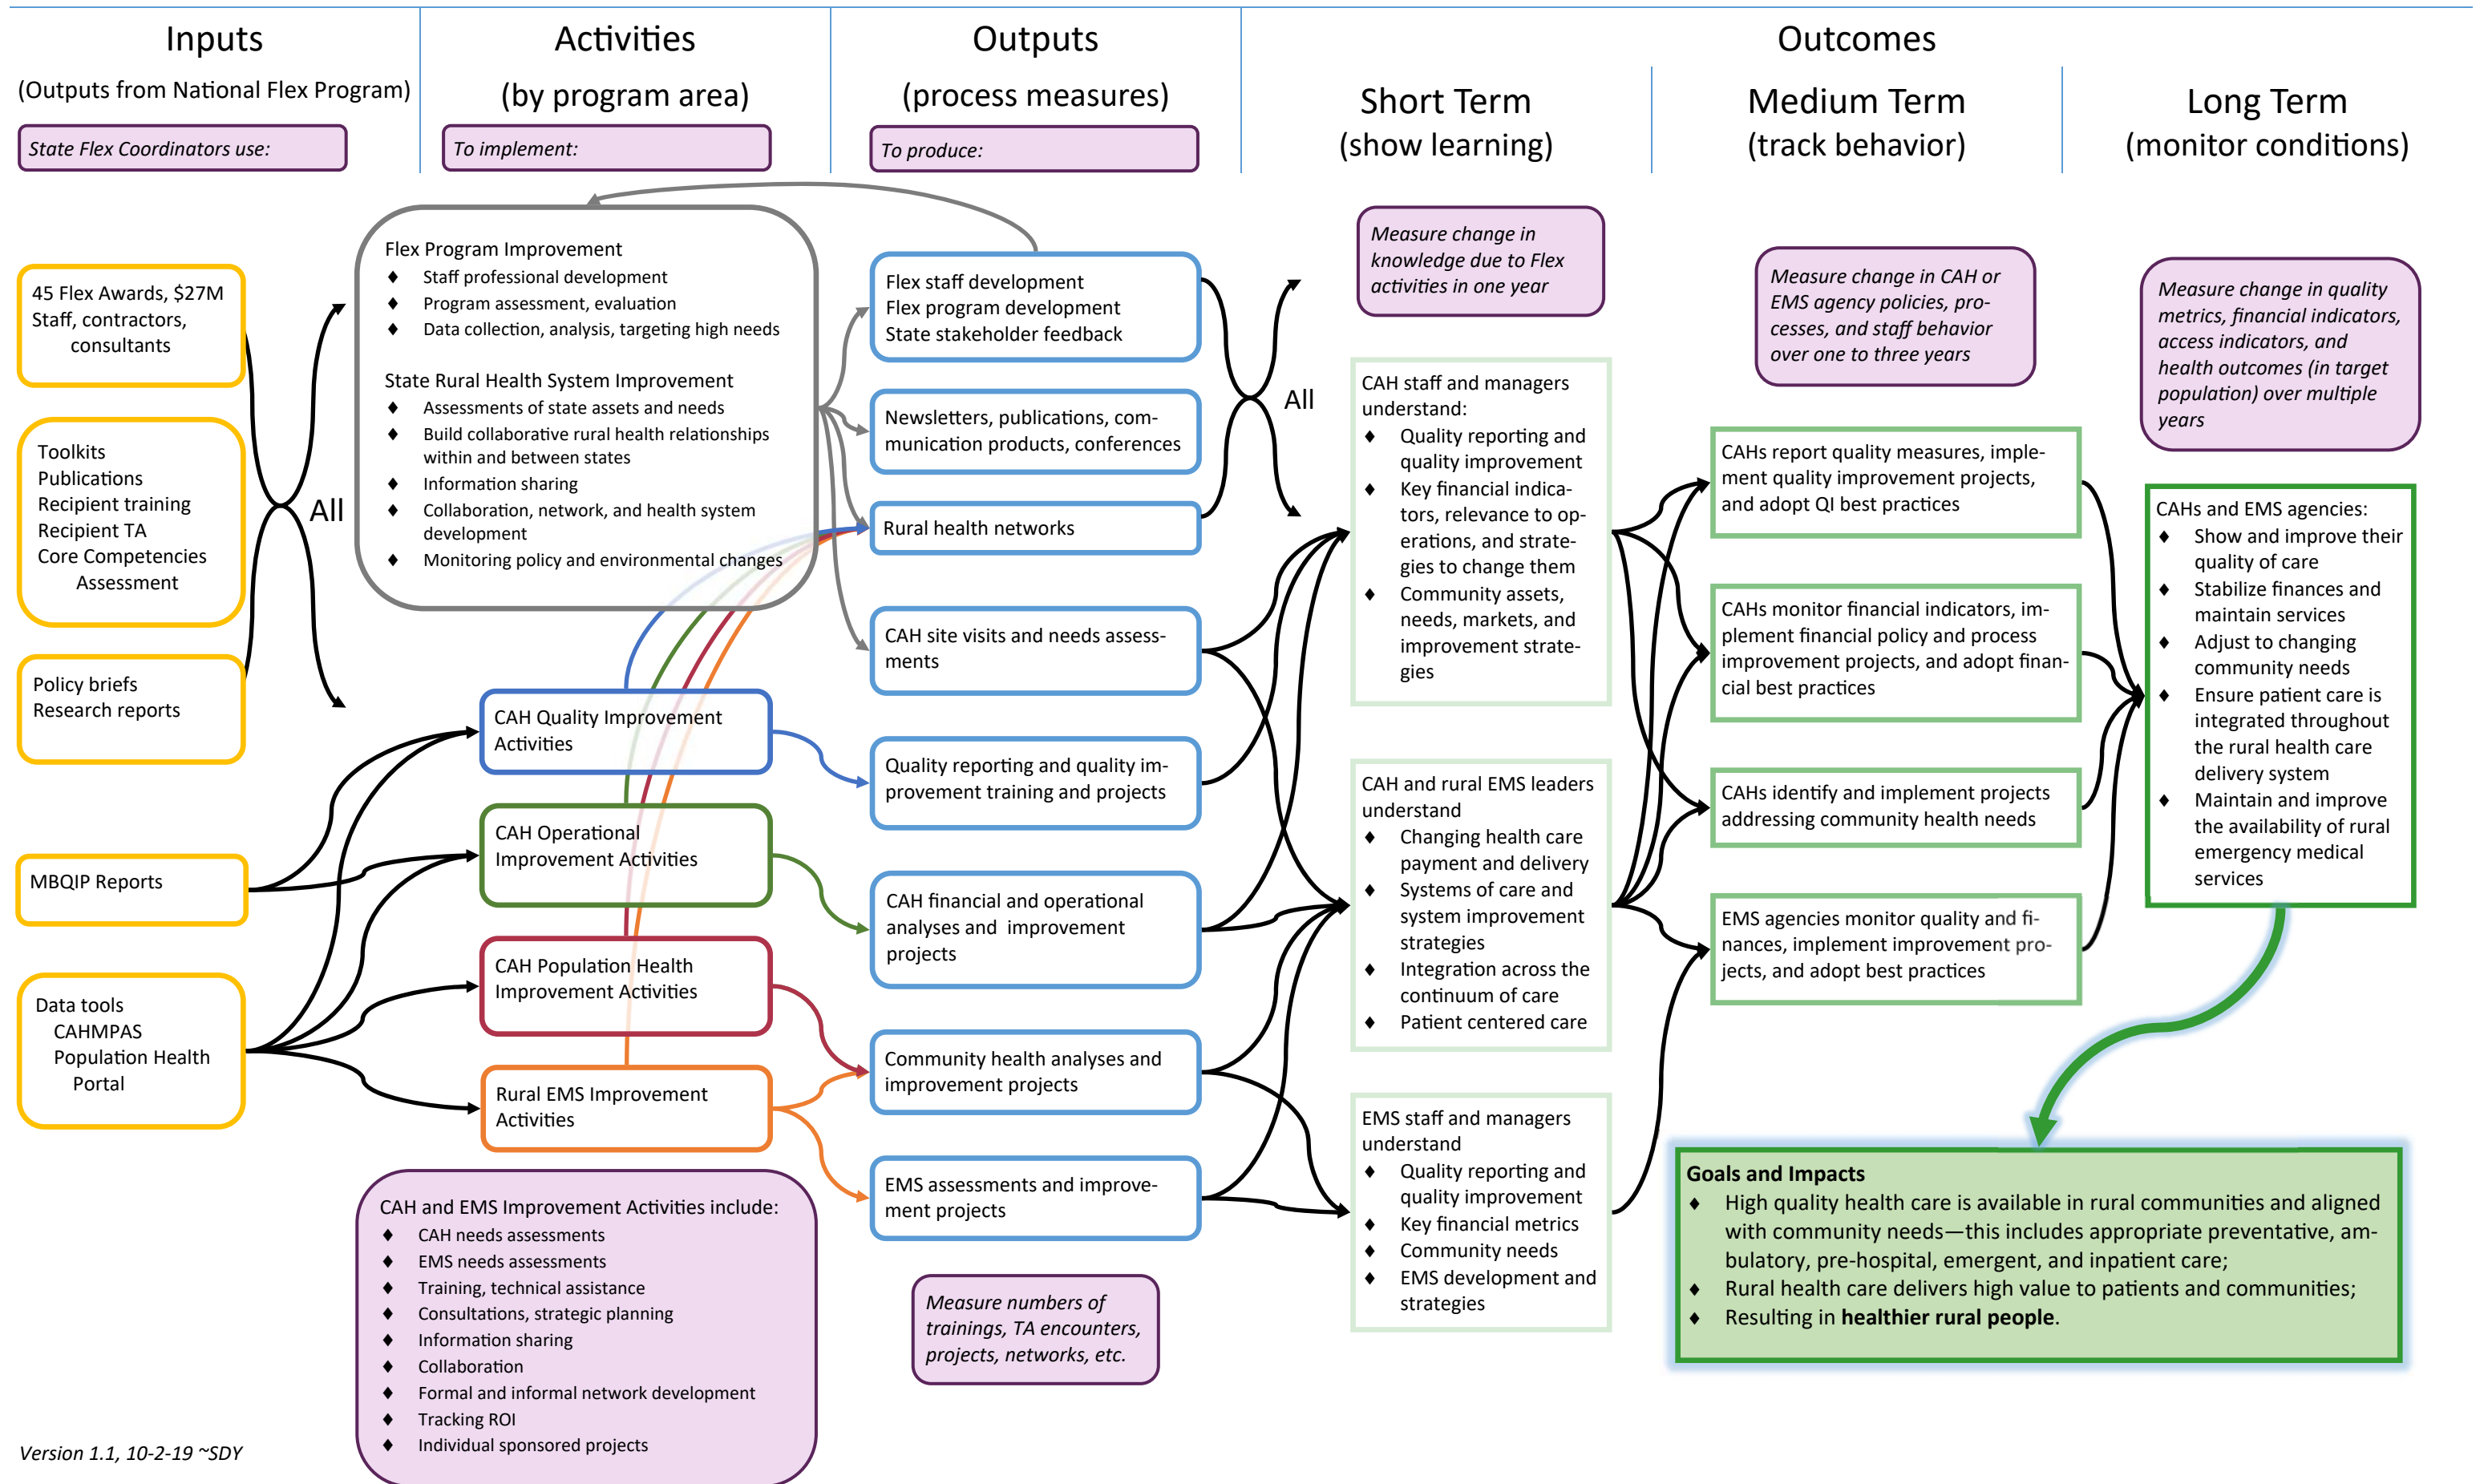 Inputs
(Outputs from National Flex Program)
State Flex Coordinators use:
Activities
(by program area)
To implement:
Outputs
(process measures)
To produce:
Outcomes
Short Term
(show learning)
Medium Term
(track behavior)
Long Term
(monitor conditions)
45 Flex Awards, $27M
Staff, contractors,
consultants
Toolkits
Publications
Recipient training
Recipient TA
Core Competencies
Assessment
Policy briefs
Research reports
All
MBQIP Reports
Data tools
CAHMPAS
Population Health
Portal
Flex Program Improvement
♦ Staff professional development
♦ Program assessment, evaluation
♦ Data collection, analysis, targeting high needs
State Rural Health System Improvement
♦ Assessments of state assets and needs
♦ Build collaborative rural health relationships
within and between states
♦ Information sharing
♦ Collaboration, network, and health system
development
♦ Monitoring policy and environmental changes
CAH Quality Improvement
Activities
CAH Operational
Improvement Activities
CAH Population Health
Improvement Activities
Rural EMS Improvement
Activities
CAH and EMS Improvement Activities include:
♦ CAH needs assessments
♦ EMS needs assessments
♦ Training, technical assistance
♦ Consultations, strategic planning
♦ Information sharing
♦ Collaboration
♦ Formal and informal network development
♦ Tracking ROI
♦ Individual sponsored projects
Flex staff development
Flex program development
State stakeholder feedback
Newsletters, publications, com-
munication products, conferences
Rural health networks
CAH site visits and needs assess-
ments
Quality reporting and quality im-
provement training and projects
CAH financial and operational
analyses and improvement
projects
Community health analyses and
improvement projects
EMS assessments and improve-
ment projects
Measure numbers of
trainings, TA encounters,
projects, networks, etc.
All
Measure change in
knowledge due to Flex
activities in one year
CAH staff and managers
understand:
♦ Quality reporting and
quality improvement
♦ Key financial indica-
tors, relevance to op-
erations, and strate-
gies to change them
♦ Community assets,
needs, markets, and
improvement strate-
gies
CAH and rural EMS leaders
understand
♦ Changing health care
payment and delivery
♦ Systems of care and
system improvement
strategies
♦ Integration across the
continuum of care
♦ Patient centered care
EMS staff and managers
understand
♦ Quality reporting and
quality improvement
♦ Key financial metrics
♦ Community needs
♦ EMS development and
strategies
Measure change in CAH or
EMS agency policies, pro-
cesses, and staff behavior
over one to three years
CAHs report quality measures, imple-
ment quality improvement projects,
and adopt QI best practices
CAHs monitor financial indicators, im-
plement financial policy and process
improvement projects, and adopt finan-
cial best practices
CAHs identify and implement projects
addressing community health needs
EMS agencies monitor quality and fi-
nances, implement improvement pro-
jects, and adopt best practices
Measure change in quality
metrics, financial indicators,
access indicators, and
health outcomes (in target
population) over multiple
years
CAHs and EMS agencies:
♦ Show and improve their
quality of care
♦ Stabilize finances and
maintain services
♦ Adjust to changing
community needs
♦ Ensure patient care is
integrated throughout
the rural health care
delivery system
♦ Maintain and improve
the availability of rural
emergency medical
services
Goals and Impacts
♦ High quality health care is available in rural communities and aligned
with community needs—this includes appropriate preventative, am-
bulatory, pre-hospital, emergent, and inpatient care;
♦ Rural health care delivers high value to patients and communities;
♦ Resulting in healthier rural people.
Version 1.1, 10-2-19 ~SDY